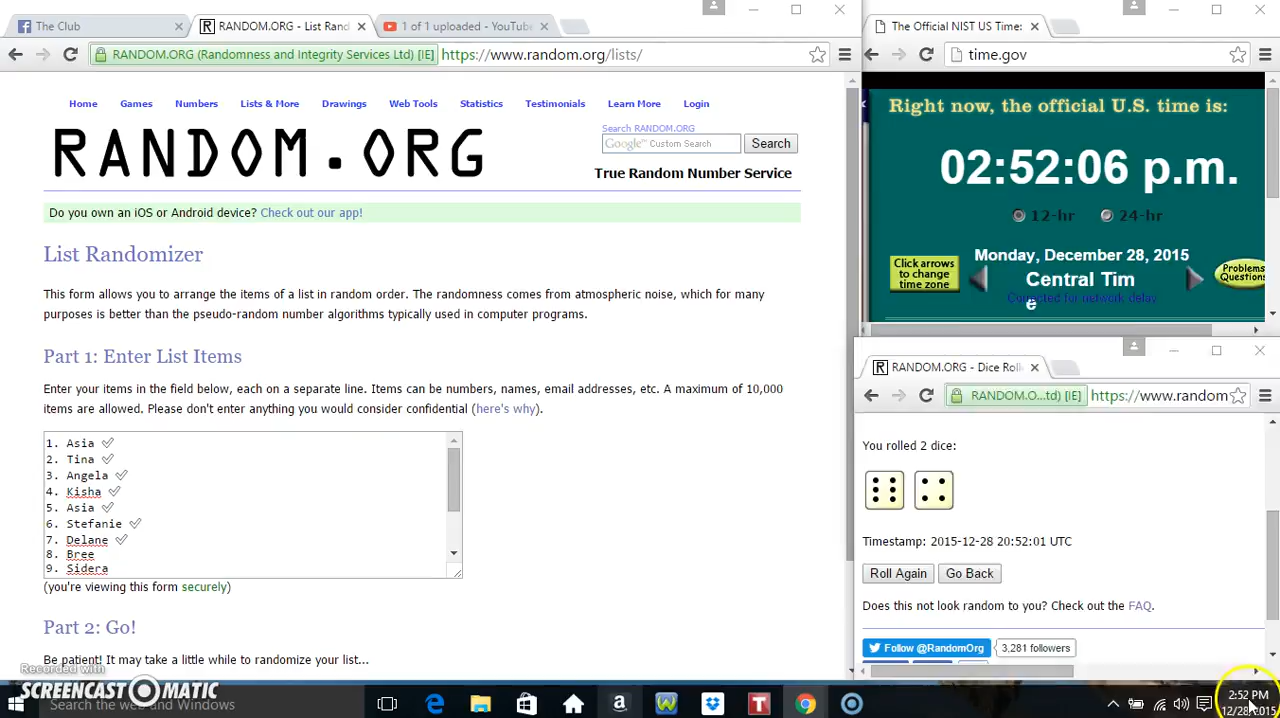 The Club
RANDOM.ORG - List Rand
1 of 1 uploaded - YouTube
RANDOM.ORG (Randomness and Integrity Services Ltd) [IE]
https://www.random.org/lists/
Home Games Numbers Lists & More Drawings Web Tools Statistics Testimonials Learn More Login
RANDOM.ORG
Search RANDOM.ORG
Google™ Custom Search
Search
True Random Number Service
Do you own an iOS or Android device? Check out our app!
List Randomizer
This form allows you to arrange the items of a list in random order. The randomness comes from atmospheric noise, which for many
purposes is better than the pseudo-random number algorithms typically used in computer programs.
Part 1: Enter List Items
Enter your items in the field below, each on a separate line. Items can be numbers, names, email addresses, etc. A maximum of 10,000
items are allowed. Please don't enter anything you would consider confidential (here's why).
1. Asia ✓
2. Tina ✓
3. Angela ✓
4. Kisha ✓
5. Asia ✓
6. Stefanie ✓
7. Delane ✓
8. Bree
9. Sidera
(you're viewing this form securely)
Part 2: Go!
Be patient! It may take a little while to randomize your list...
Recorded with
SCREENCAST MATIC
Search the web and Windows
The Official NIST US Time:
time.gov
Right now, the official U.S. time is:
02:52:06 p.m.
12-hr 24-hr
Click arrows
to change
time zone
Monday, December 28, 2015
Central Tim
e
Problems
Questions
RANDOM.ORG - Dice Roll
RANDOM.O...td) [IE]
https://www.random
You rolled 2 dice:
Timestamp: 2015-12-28 20:52:01 UTC
Roll Again Go Back
Does this not look random to you? Check out the FAQ.
Follow @RandomOrg
3,281 followers
2:52 PM
12/28/2015